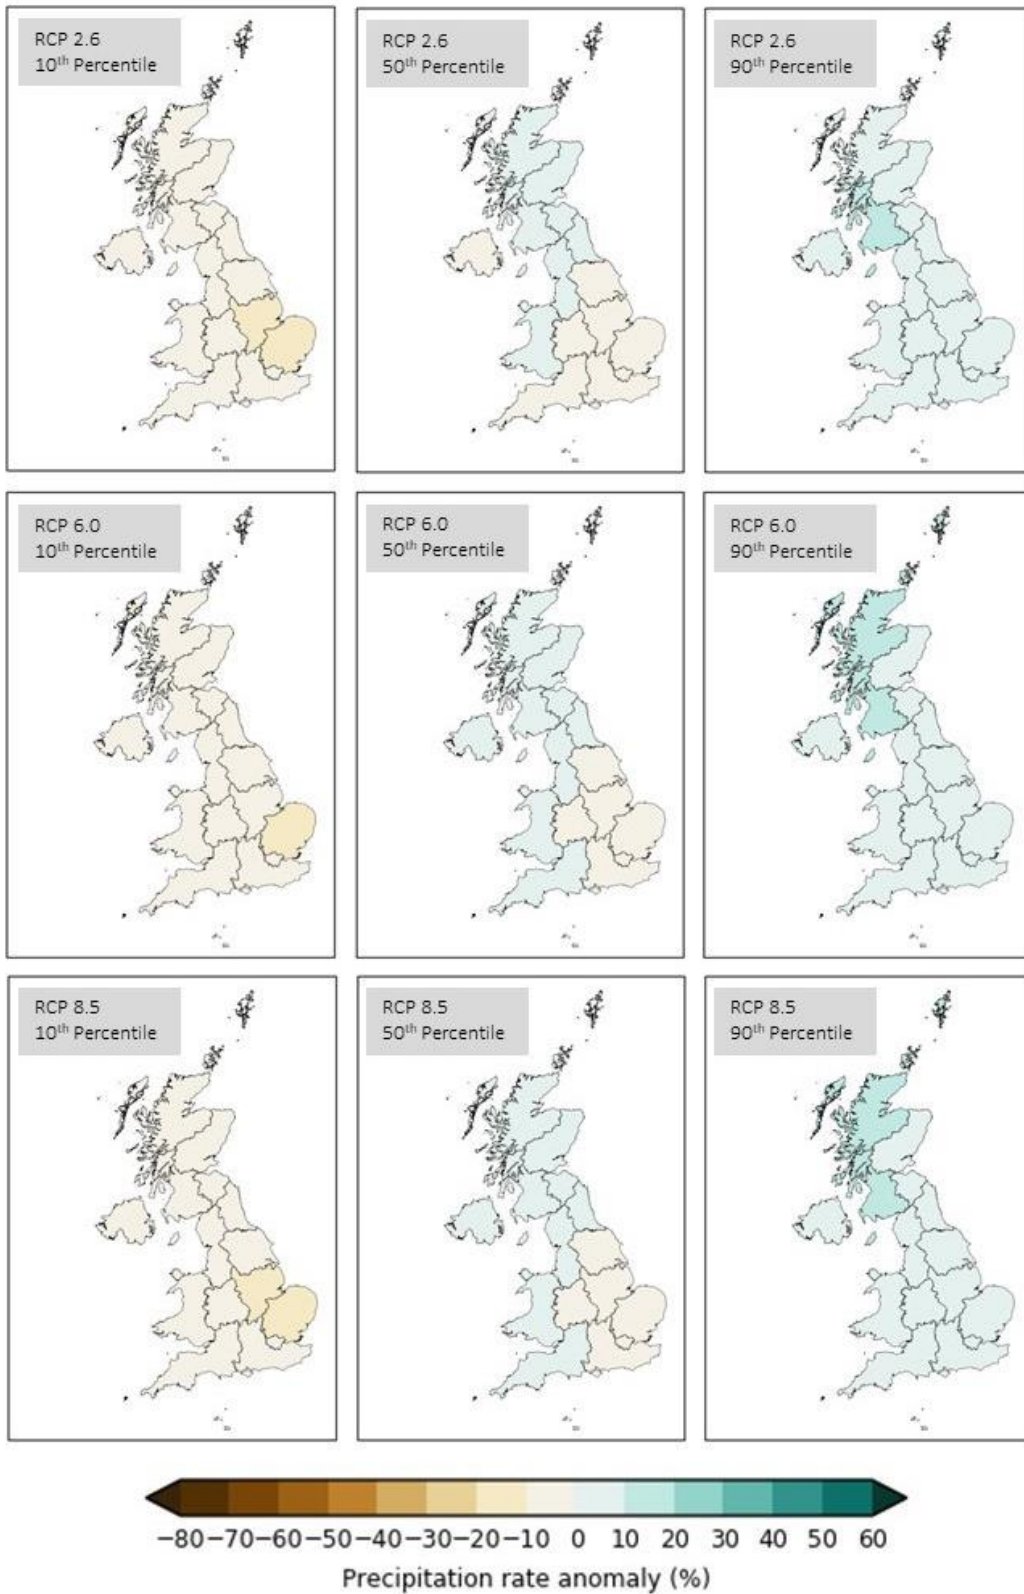 RCP 2.6
10th Percentile
RCP 2.6
50th Percentile
RCP 2.6
90th Percentile
RCP 6.0
10th Percentile
RCP 6.0
50th Percentile
RCP 6.0
90th Percentile
RCP 8.5
10th Percentile
RCP 8.5
50th Percentile
RCP 8.5
90th Percentile
−80 −70 −60 −50 −40 −30 −20 −10 0 10 20 30 40 50 60
Precipitation rate anomaly (%)